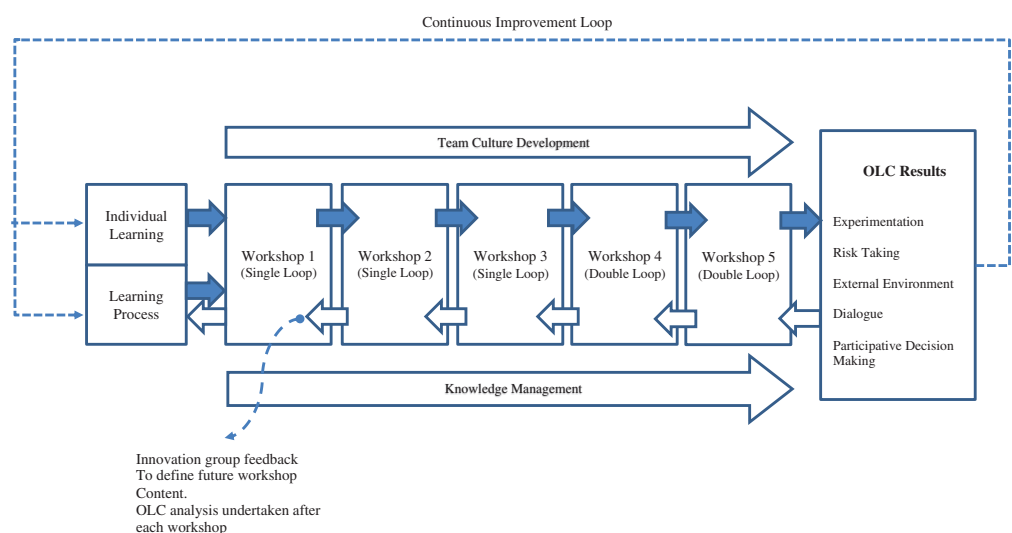 Continuous Improvement Loop
Team Culture Development
Individual
Learning
Learning
Process
Workshop 1
(Single Loop)
Workshop 2
(Single Loop)
Workshop 3
(Single Loop)
Workshop 4
(Double Loop)
Workshop 5
(Double Loop)
OLC Results
Experimentation
Risk Taking
External Environment
Dialogue
Participative Decision
Making
Knowledge Management
Innovation group feedback
To define future workshop
Content.
OLC analysis undertaken after
each workshop